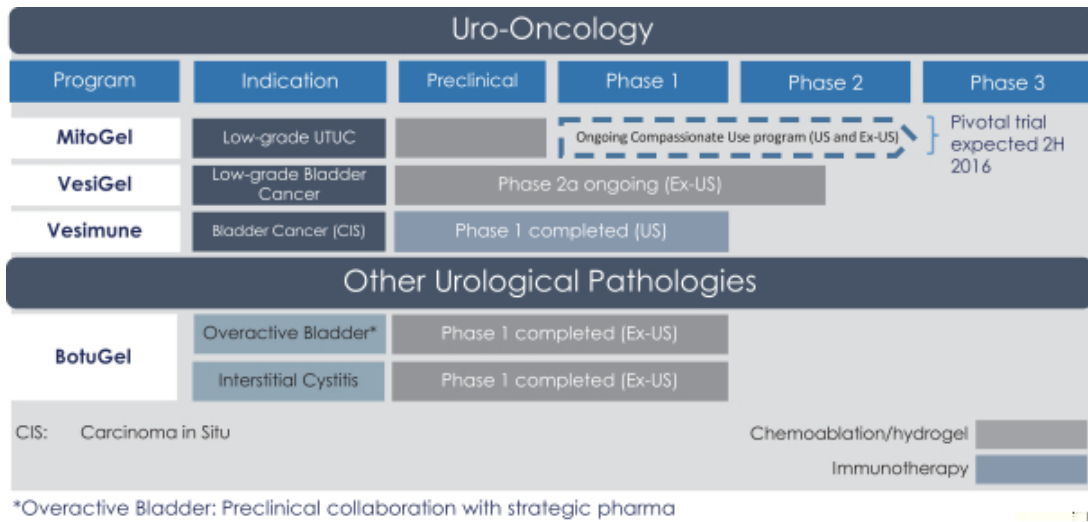 Uro-Oncology
Program Indication Preclinical Phase 1 Phase 2 Phase 3
MitoGel Low-grade UTUC Ongoing Compassionate Use program (US and Ex-US) Pivotal trial
expected 2H
2016
VesiGel Low-grade Bladder
Cancer Phase 2a ongoing (Ex-US)
Vesimune Bladder Cancer (CIS) Phase 1 completed (US)
Other Urological Pathologies
BotuGel
Overactive Bladder* Phase 1 completed (Ex-US)
Interstitial Cystitis Phase 1 completed (Ex-US)
CIS: Carcinoma in Situ
Chemoablation/hydrogel
Immunotherapy
*Overactive Bladder: Preclinical collaboration with strategic pharma